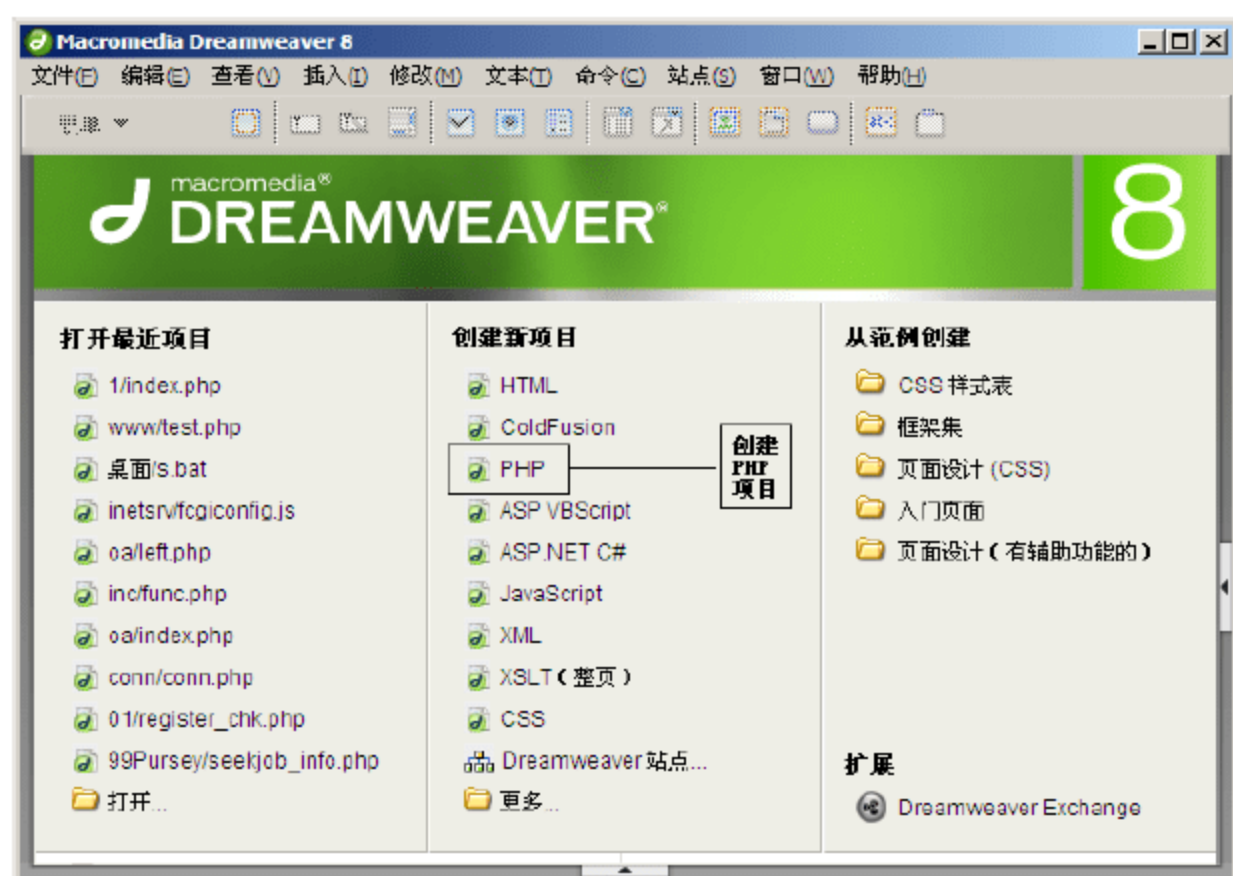 Macromedia Dreamweaver 8
文件(F) 编辑(E) 查看(V) 插入(I) 修改(M) 文本(T) 命令(C) 站点(S) 窗口(W) 帮助(H)
macromedia®
DREAMWEAVER®
8
打开最近项目
1/index.php
www/test.php
桌面/s.bat
inetsrv/fcgiconfig.js
oa/left.php
inc/func.php
oa/index.php
conn/conn.php
01/register_chk.php
99Pursey/seekjob_info.php
打开...
创建新项目
HTML
ColdFusion
PHP
创建
PHP
项目
ASP VBScript
ASP.NET C#
JavaScript
XML
XSLT（整页）
CSS
Dreamweaver 站点...
更多...
从范例创建
CSS 样式表
框架集
页面设计 (CSS)
入门页面
页面设计（有辅助功能的）
扩展
Dreamweaver Exchange